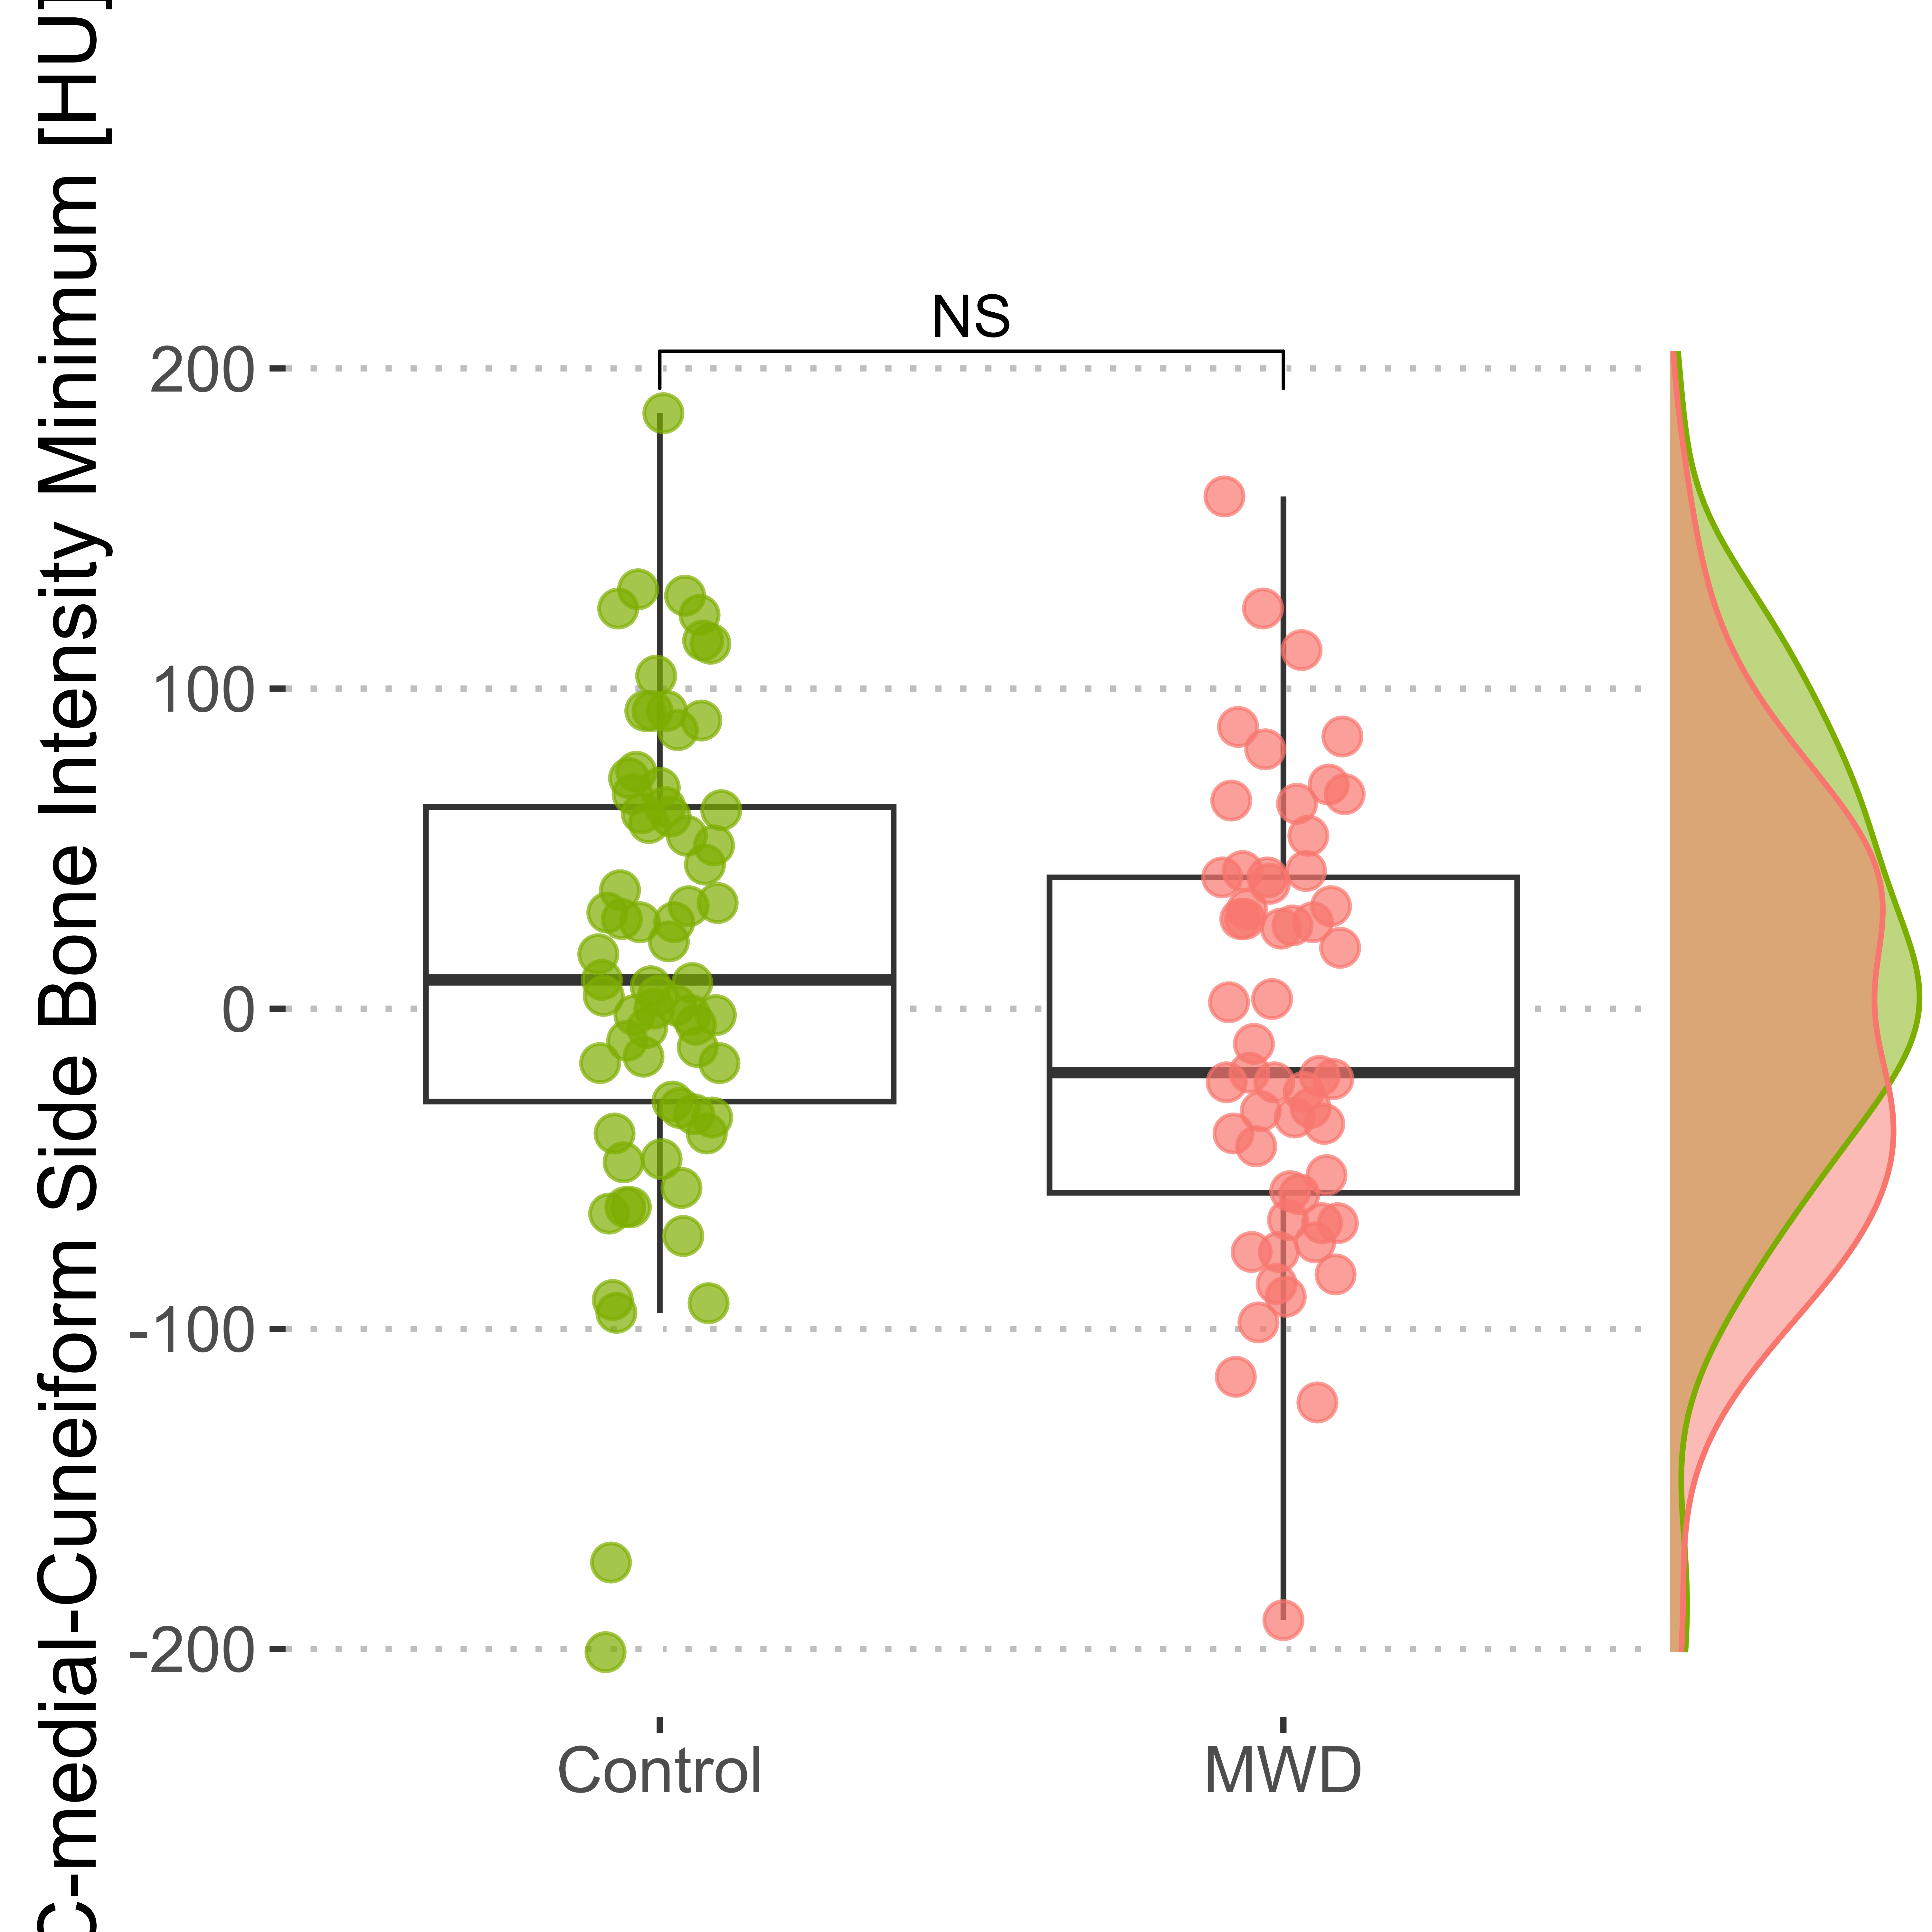 C-medial-Cuneiform Side Bone Intensity Minimum [HU]
NS
200
100
0
-100
-200
Control
MWD